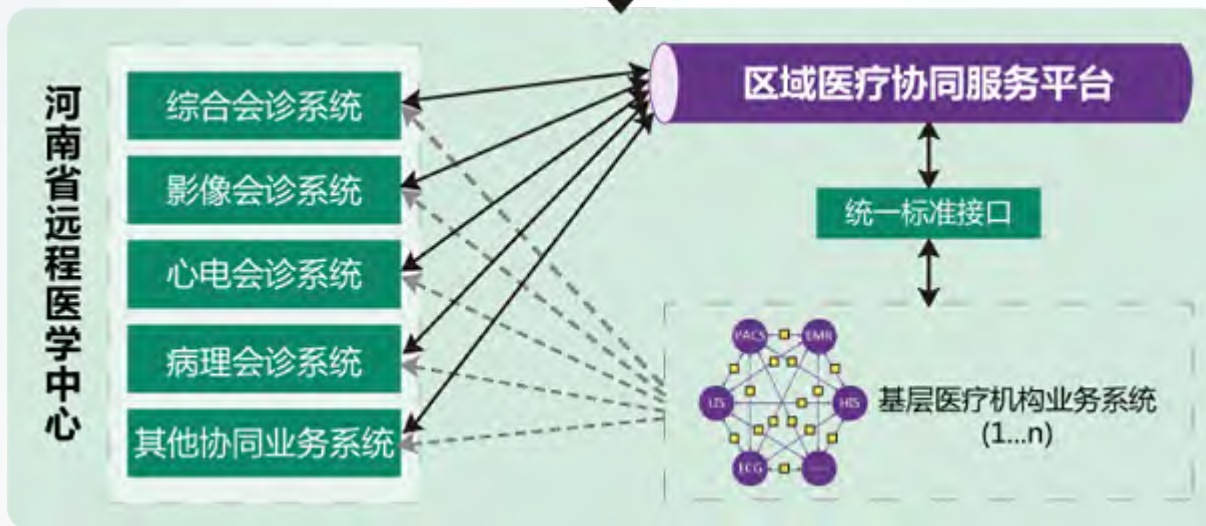 河南省远程医学中心
综合会诊系统
影像会诊系统
心电会诊系统
病理会诊系统
其他协同业务系统
区域医疗协同服务平台
统一标准接口
PACS
EMR
LIS
HIS
ECG
......
基层医疗机构业务系统
(1...n)